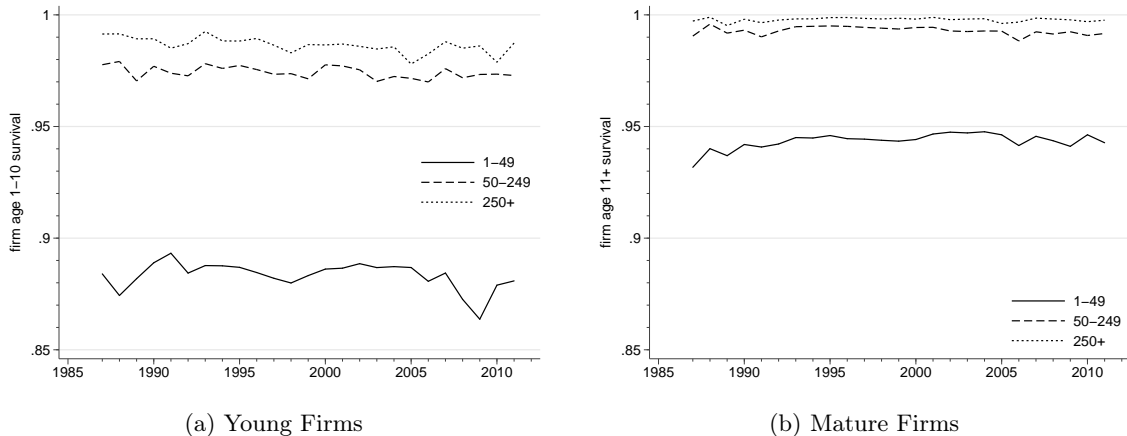 firm age 1−10 survival
1
.95
.9
.85
1985 1990 1995 2000 2005 2010
1−49
50−249
250+
(a) Young Firms
firm age 11+ survival
1
.95
.9
.85
1985 1990 1995 2000 2005 2010
1−49
50−249
250+
(b) Mature Firms